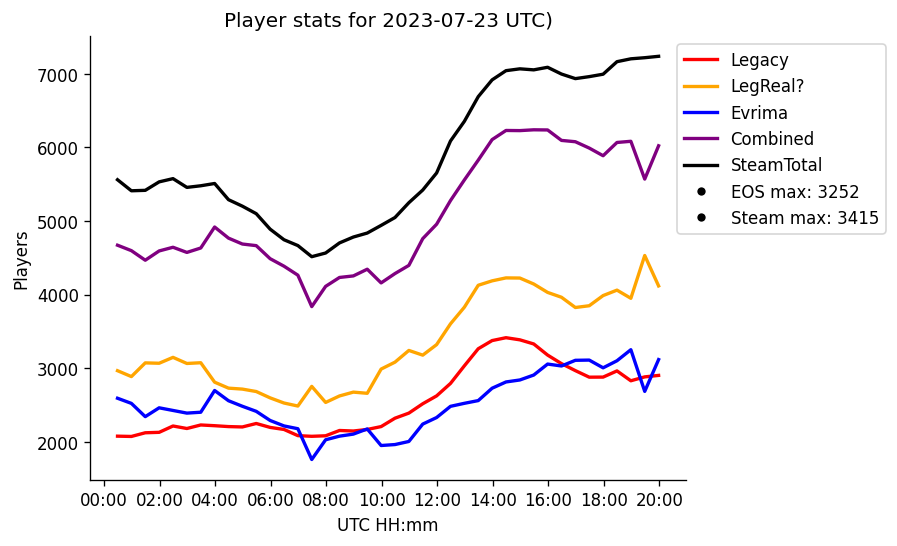 Player stats for 2023-07-23 UTC)
Players
7000
6000
5000
4000
3000
2000
00:00 02:00 04:00 06:00 08:00 10:00 12:00 14:00 16:00 18:00 20:00
UTC HH:mm
Legacy
LegReal?
Evrima
Combined
SteamTotal
EOS max: 3252
Steam max: 3415